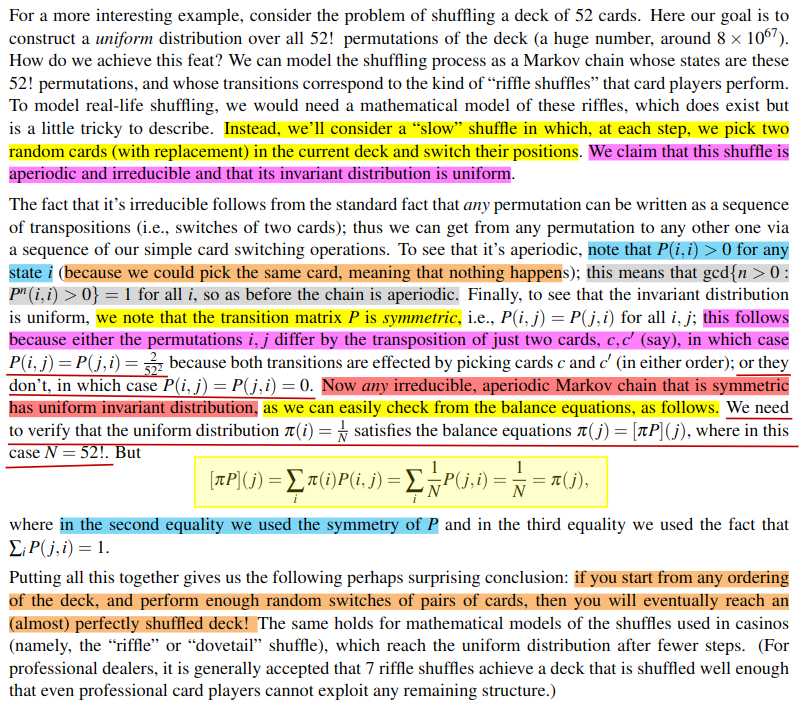 For a more interesting example, consider the problem of shuffling a deck of 52 cards. Here our goal is to
construct a uniform distribution over all 52! permutations of the deck (a huge number, around 8 × 10^67).
How do we achieve this feat? We can model the shuffling process as a Markov chain whose states are these
52! permutations, and whose transitions correspond to the kind of “riffle shuffles” that card players perform.
To model real-life shuffling, we would need a mathematical model of these riffles, which does exist but
is a little tricky to describe. Instead, we’ll consider a “slow” shuffle in which, at each step, we pick two
random cards (with replacement) in the current deck and switch their positions. We claim that this shuffle is
aperiodic and irreducible and that its invariant distribution is uniform.
The fact that it’s irreducible follows from the standard fact that any permutation can be written as a sequence
of transpositions (i.e., switches of two cards); thus we can get from any permutation to any other one via
a sequence of our simple card switching operations. To see that it’s aperiodic, note that P(i,i) > 0 for any
state i (because we could pick the same card, meaning that nothing happens); this means that gcd{n > 0 :
P^n(i,i) > 0} = 1 for all i, so as before the chain is aperiodic. Finally, to see that the invariant distribution
is uniform, we note that the transition matrix P is symmetric, i.e., P(i,j) = P(j,i) for all i, j; this follows
because either the permutations i, j differ by the transposition of just two cards, c,c′ (say), in which case
P(i,j) = P(j,i) = 2/52² because both transitions are effected by picking cards c and c′ (in either order); or they
don’t, in which case P(i,j) = P(j,i) = 0. Now any irreducible, aperiodic Markov chain that is symmetric
has uniform invariant distribution, as we can easily check from the balance equations, as follows. We need
to verify that the uniform distribution π(i) = 1/N satisfies the balance equations π(j) = [πP](j), where in this
case N = 52!. But
[πP](j) = ∑_i π(i)P(i,j) = ∑_i 1/N P(j,i) = 1/N = π(j),
where in the second equality we used the symmetry of P and in the third equality we used the fact that
∑_i P(j,i) = 1.
Putting all this together gives us the following perhaps surprising conclusion: if you start from any ordering
of the deck, and perform enough random switches of pairs of cards, then you will eventually reach an
(almost) perfectly shuffled deck! The same holds for mathematical models of the shuffles used in casinos
(namely, the “riffle” or “dovetail” shuffle), which reach the uniform distribution after fewer steps. (For
professional dealers, it is generally accepted that 7 riffle shuffles achieve a deck that is shuffled well enough
that even professional card players cannot exploit any remaining structure.)